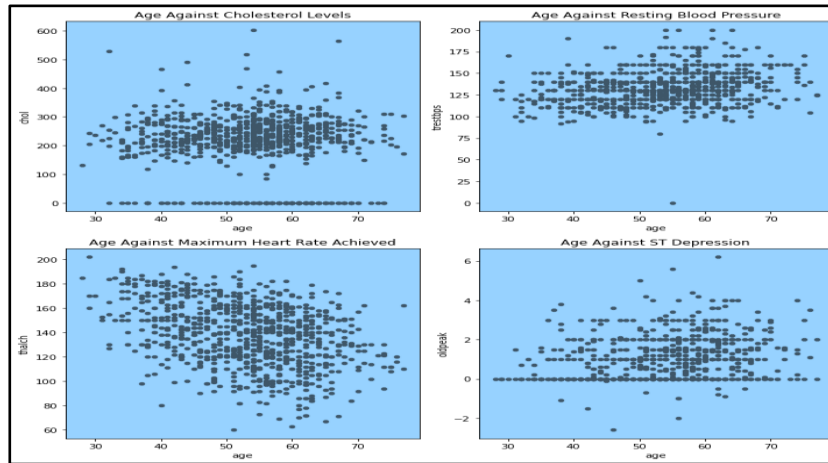 Age Against Cholesterol Levels
600
500
400
300
200
100
0
chol
30 40 50 60 70
age
Age Against Resting Blood Pressure
200
175
150
125
100
75
50
25
0
trestbps
30 40 50 60 70
age
Age Against Maximum Heart Rate Achieved
200
180
160
140
120
100
80
60
thalch
30 40 50 60 70
age
Age Against ST Depression
6
4
2
0
−2
oldpeak
30 40 50 60 70
age